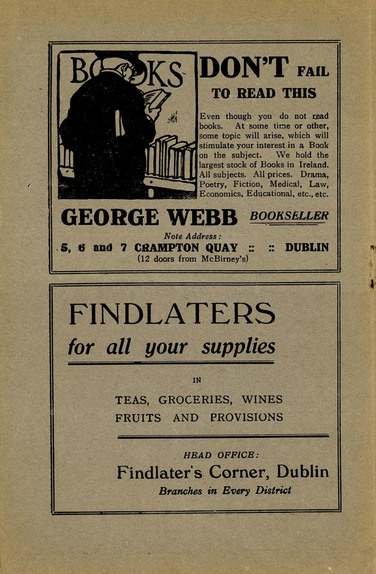 BOOKS
DON'T FAIL
TO READ THIS
Even though you do not read
books. At some time or other,
some topic will arise, which will
stimulate your interest in a Book
on the subject. We hold the
largest stock of Books in Ireland.
All subjects. All prices. Drama,
Poetry, Fiction, Medical, Law,
Economics, Educational, etc., etc.
GEORGE WEBB BOOKSELLER
Note Address:
5, 6 and 7 CRAMPTON QUAY :: :: DUBLIN
(12 doors from McBirney's)
FINDLATERS
for all your supplies
IN
TEAS, GROCERIES, WINES
FRUITS AND PROVISIONS
HEAD OFFICE:
Findlater's Corner, Dublin
Branches in Every District